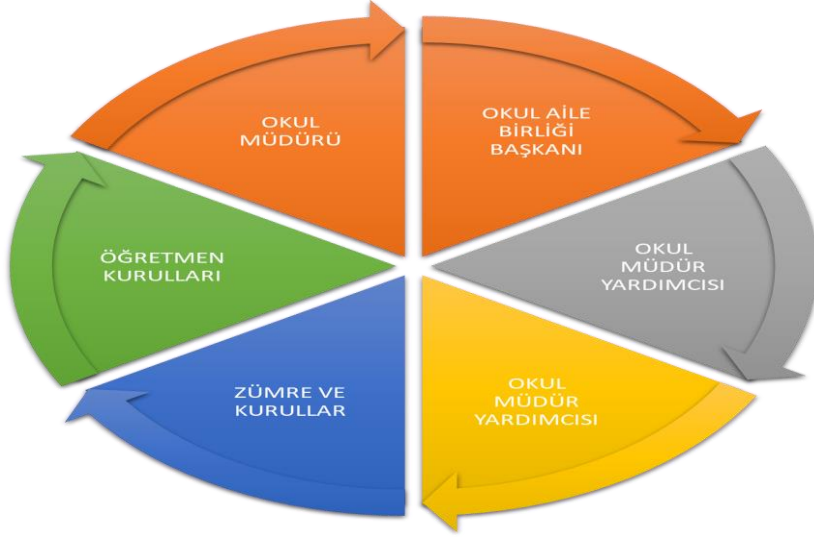 OKUL
MÜDÜRÜ
OKUL AİLE
BİRLİĞİ
BAŞKANI
OKUL
MÜDÜR
YARDIMCISI
OKUL
MÜDÜR
YARDIMCISI
ZÜMRE VE
KURULLAR
ÖĞRETMEN
KURULLARI